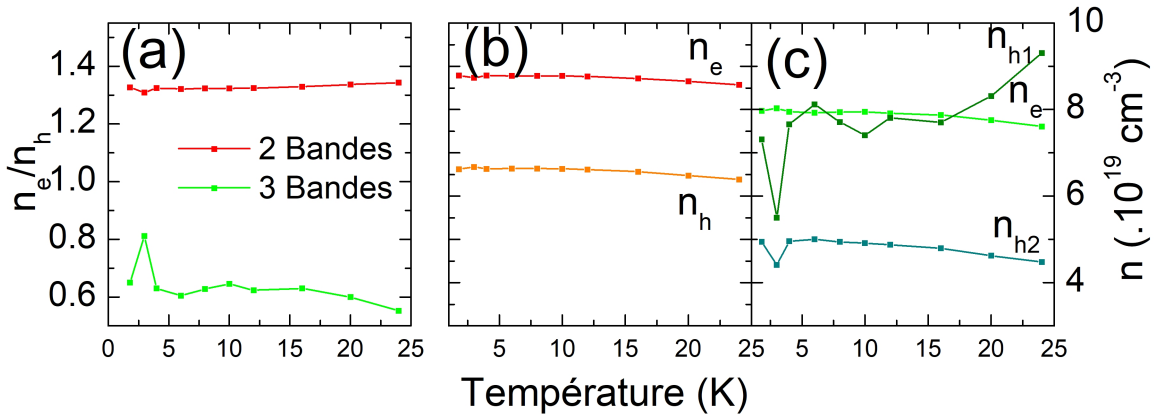 (a)
n_e/n_h
1.4
1.2
1.0
0.8
0.6
2 Bandes
3 Bandes
0 5 10 15 20 25
(b)
n_e
n_h
5 10 15 20 25
(c)
n_h1
n_e
n_h2
5 10 15 20 25
10
8
6
4
n (.10^19 cm^-3)
Température (K)